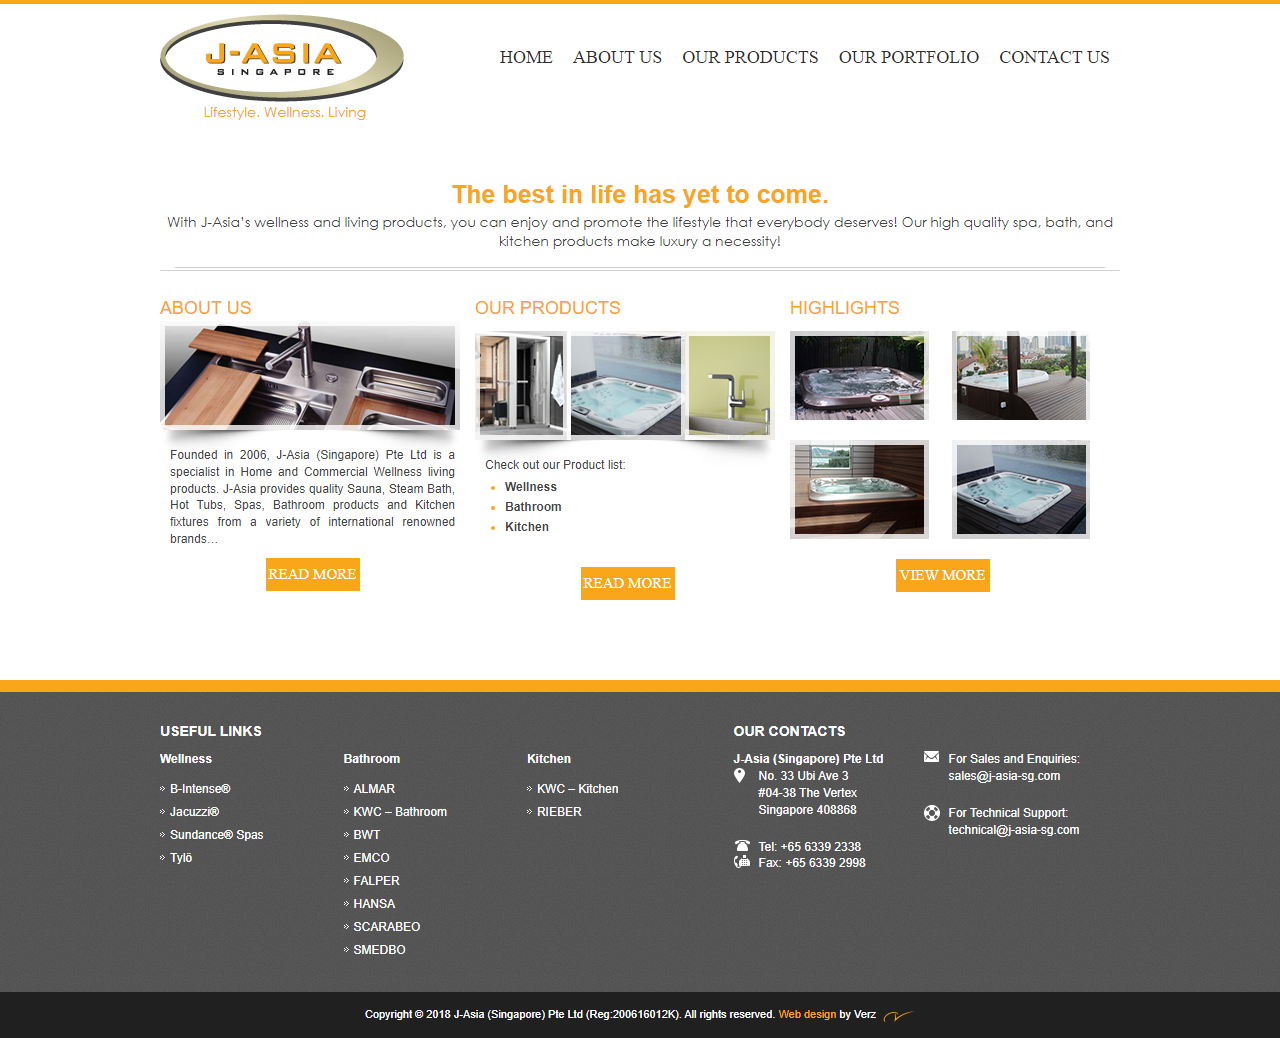 J-ASIA
SINGAPORE
Lifestyle. Wellness. Living
HOME ABOUT US OUR PRODUCTS OUR PORTFOLIO CONTACT US
The best in life has yet to come.
With J-Asia's wellness and living products, you can enjoy and promote the lifestyle that everybody deserves! Our high quality spa, bath, and
kitchen products make luxury a necessity!
ABOUT US
Founded in 2006, J-Asia (Singapore) Pte Ltd is a
specialist in Home and Commercial Wellness living
products. J-Asia provides quality Sauna, Steam Bath,
Hot Tubs, Spas, Bathroom products and Kitchen
fixtures from a variety of international renowned
brands…
READ MORE
OUR PRODUCTS
Check out our Product list:
Wellness
Bathroom
Kitchen
READ MORE
HIGHLIGHTS
VIEW MORE
USEFUL LINKS
Wellness
B-Intense®
Jacuzzi®
Sundance® Spas
Tylö
Bathroom
ALMAR
KWC – Bathroom
BWT
EMCO
FALPER
HANSA
SCARABEO
SMEDBO
Kitchen
KWC – Kitchen
RIEBER
OUR CONTACTS
J-Asia (Singapore) Pte Ltd
No. 33 Ubi Ave 3
#04-38 The Vertex
Singapore 408868
Tel: +65 6339 2338
Fax: +65 6339 2998
For Sales and Enquiries:
sales@j-asia-sg.com
For Technical Support:
technical@j-asia-sg.com
Copyright © 2018 J-Asia (Singapore) Pte Ltd (Reg:200616012K). All rights reserved. Web design by Verz